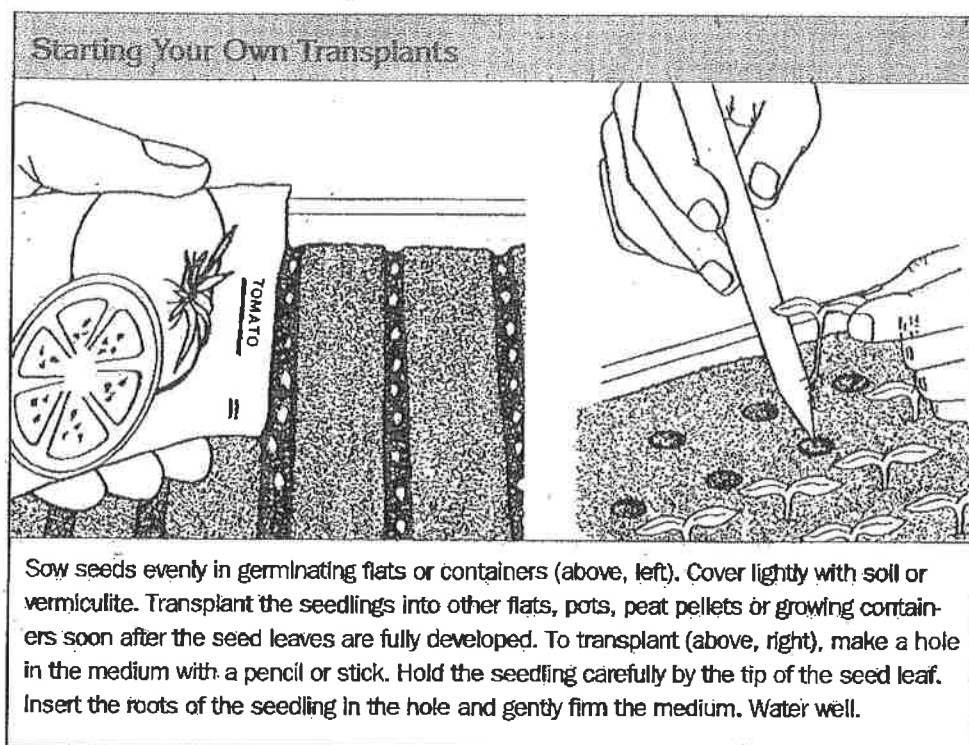 Starting Your Own Transplants
TOMATO
Sow seeds evenly in germinating flats or containers (above, left). Cover lightly with soil or
vermiculite. Transplant the seedlings into other flats, pots, peat pellets or growing contain-
ers soon after the seed leaves are fully developed. To transplant (above, right), make a hole
in the medium with a pencil or stick. Hold the seedling carefully by the tip of the seed leaf.
Insert the roots of the seedling in the hole and gently firm the medium. Water well.